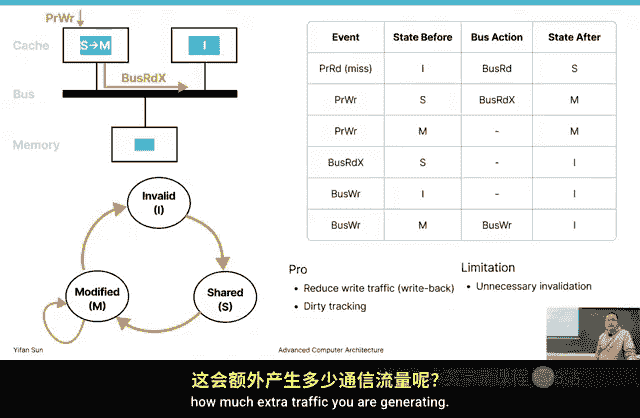 PrWr
Cache
S→M
I
BusRdX
Bus
Memory
Invalid
(I)
Modified
(M)
Shared
(S)
Event State Before Bus Action State After
PrRd (miss) I BusRd S
PrWr S BusRdX M
PrWr M - M
BusRdX S - I
BusWr I - I
BusWr M BusWr I
Pro
• Reduce write traffic (write-back)
• Dirty tracking
Limitation
• Unnecessary invalidation
Yifan Sun
Advanced Computer Architecture
这会额外产生多少通信流量呢?
how much extra traffic you are generating.